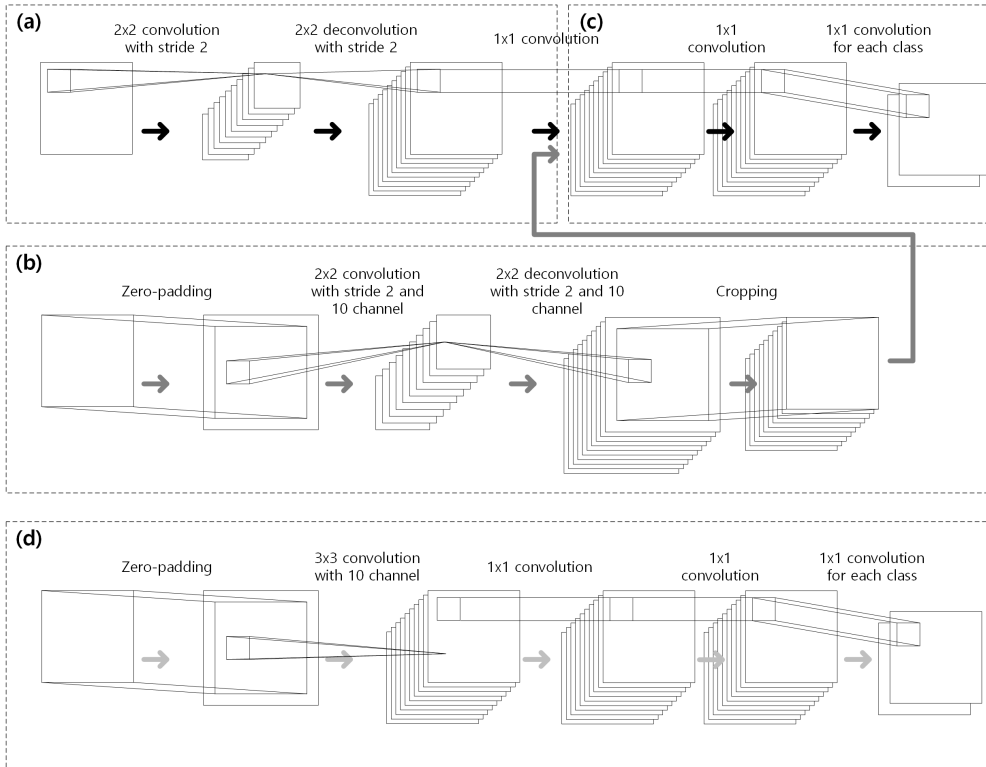 (a)
2x2 convolution
with stride 2
2x2 deconvolution
with stride 2
1x1 convolution
(c)
1x1
convolution
1x1 convolution
for each class
(b)
Zero-padding
2x2 convolution
with stride 2 and
10 channel
2x2 deconvolution
with stride 2 and 10
channel
Cropping
(d)
Zero-padding
3x3 convolution
with 10 channel
1x1 convolution
1x1
convolution
1x1 convolution
for each class